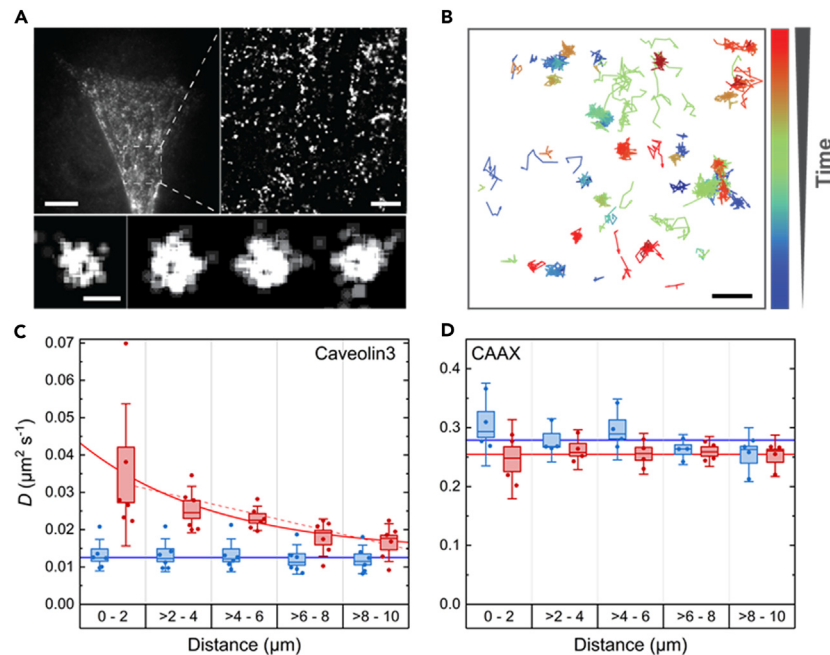 A
B
Time
C
D
Caveolin3
D (μm² s⁻¹)
0.07
0.06
0.05
0.04
0.03
0.02
0.01
0.00
0 - 2
>2 - 4
>4 - 6
>6 - 8
>8 - 10
Distance (μm)
CAAX
0.4
0.3
0.2
0.1
0.0
0 - 2
>2 - 4
>4 - 6
>6 - 8
>8 - 10
Distance (μm)